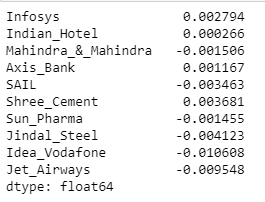 Infosys 0.002794
Indian_Hotel 0.000266
Mahindra_&_Mahindra -0.001506
Axis_Bank 0.001167
SAIL -0.003463
Shree_Cement 0.003681
Sun_Pharma -0.001455
Jindal_Steel -0.004123
Idea_Vodafone -0.010608
Jet_Airways -0.009548
dtype: float64